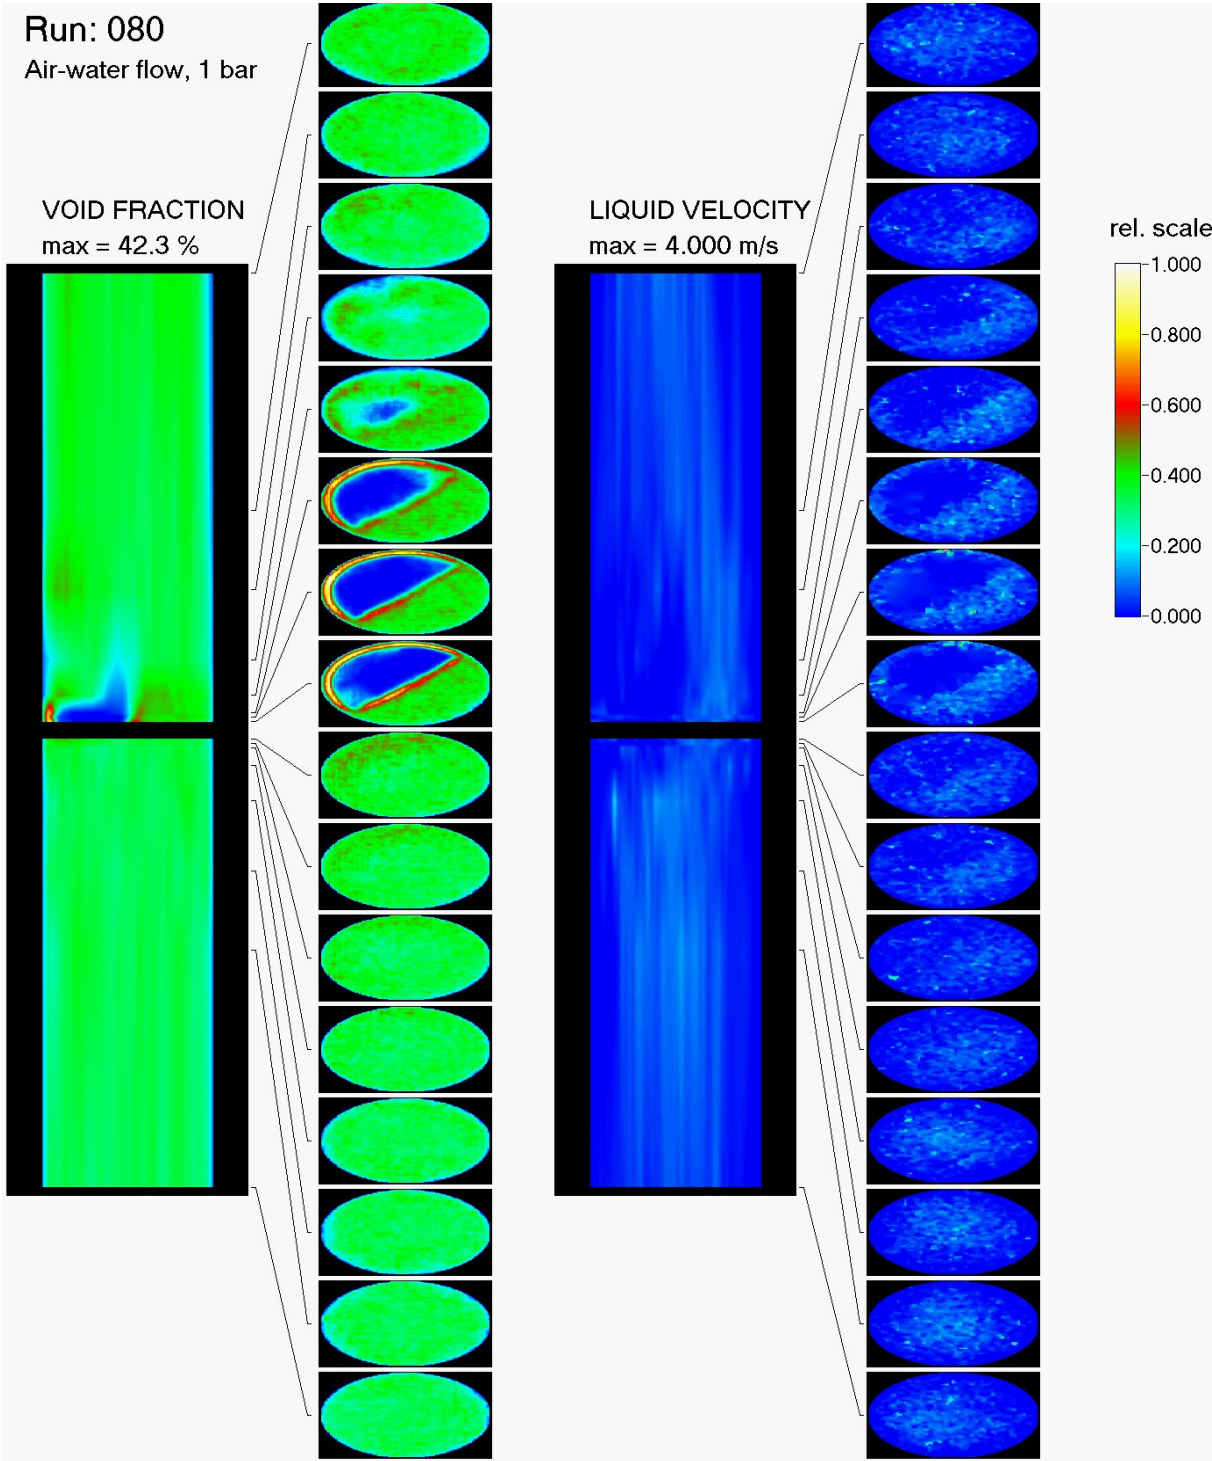 Run: 080
Air-water flow, 1 bar
VOID FRACTION
max = 42.3 %
LIQUID VELOCITY
max = 4.000 m/s
rel. scale
1.000
0.800
0.600
0.400
0.200
0.000